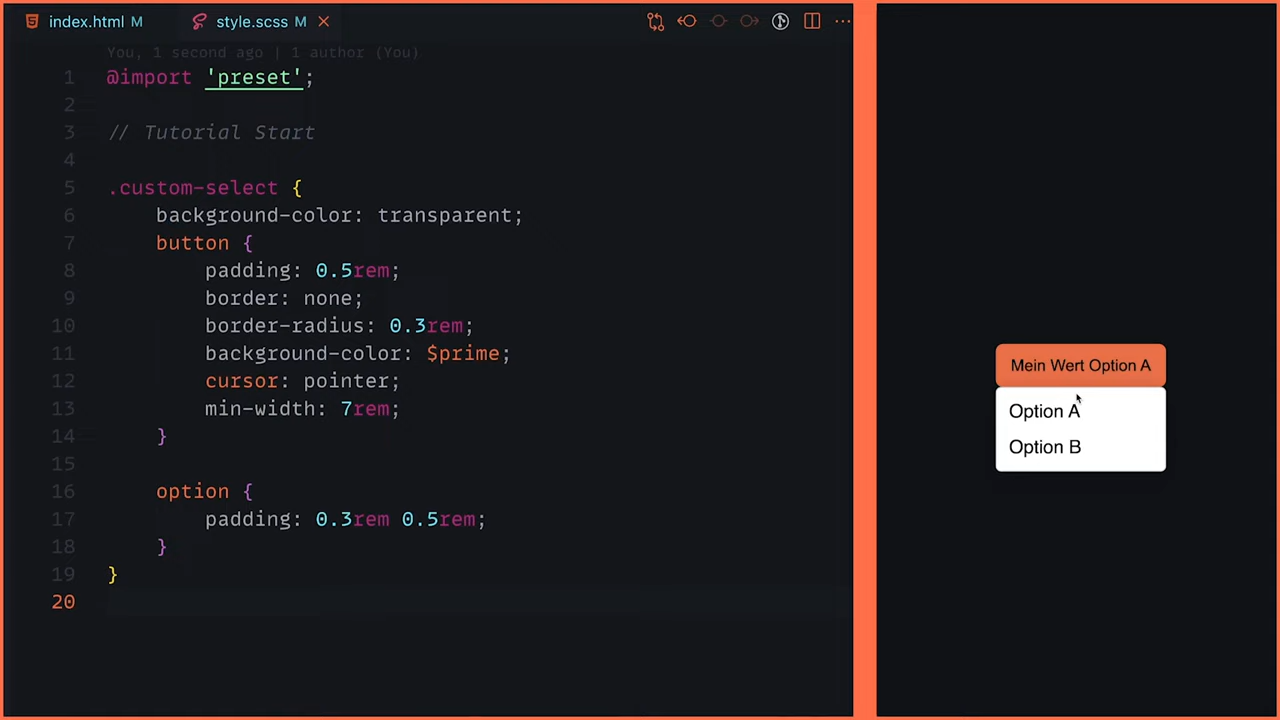 index.html M
style.scss M
You, 1 second ago | 1 author (You)
1 @import 'preset';
2
3 // Tutorial Start
4
5 .custom-select {
6 background-color: transparent;
7 button {
8 padding: 0.5rem;
9 border: none;
10 border-radius: 0.3rem;
11 background-color: $prime;
12 cursor: pointer;
13 min-width: 7rem;
14 }
15
16 option {
17 padding: 0.3rem 0.5rem;
18 }
19 }
20
Mein Wert Option A
Option A
Option B